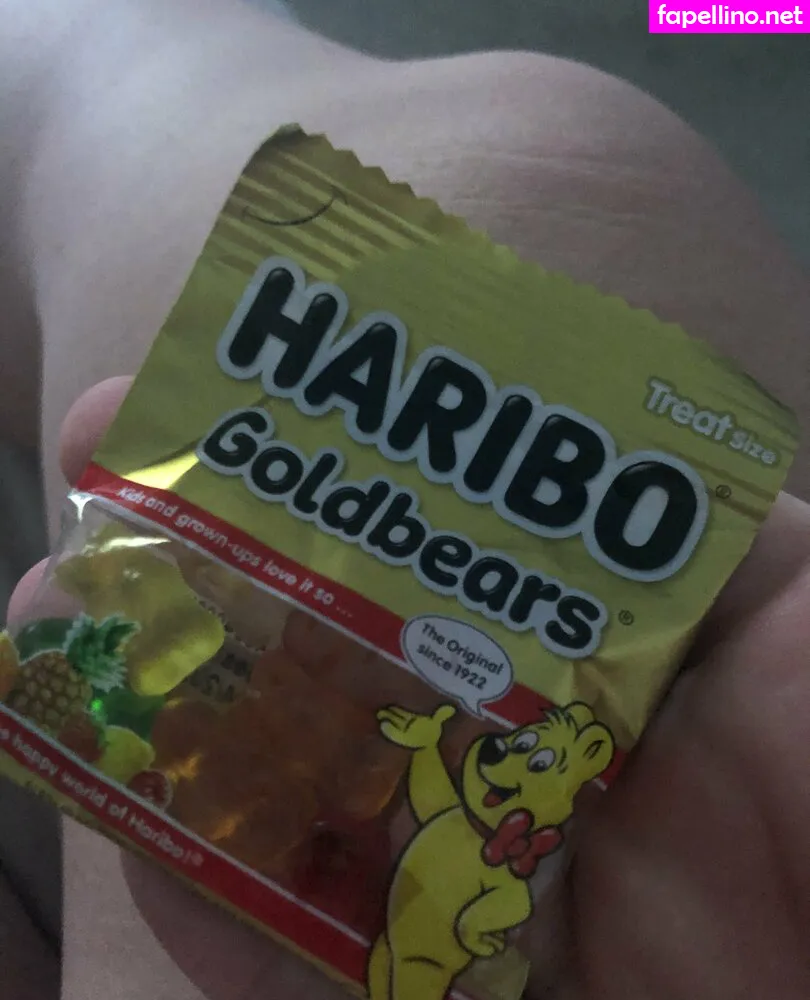 fapellino.net
HARIBO®
Treat size
Goldbears®
Kids and grown-ups love it so ...
The Original
since 1922
happy world of Haribo!®